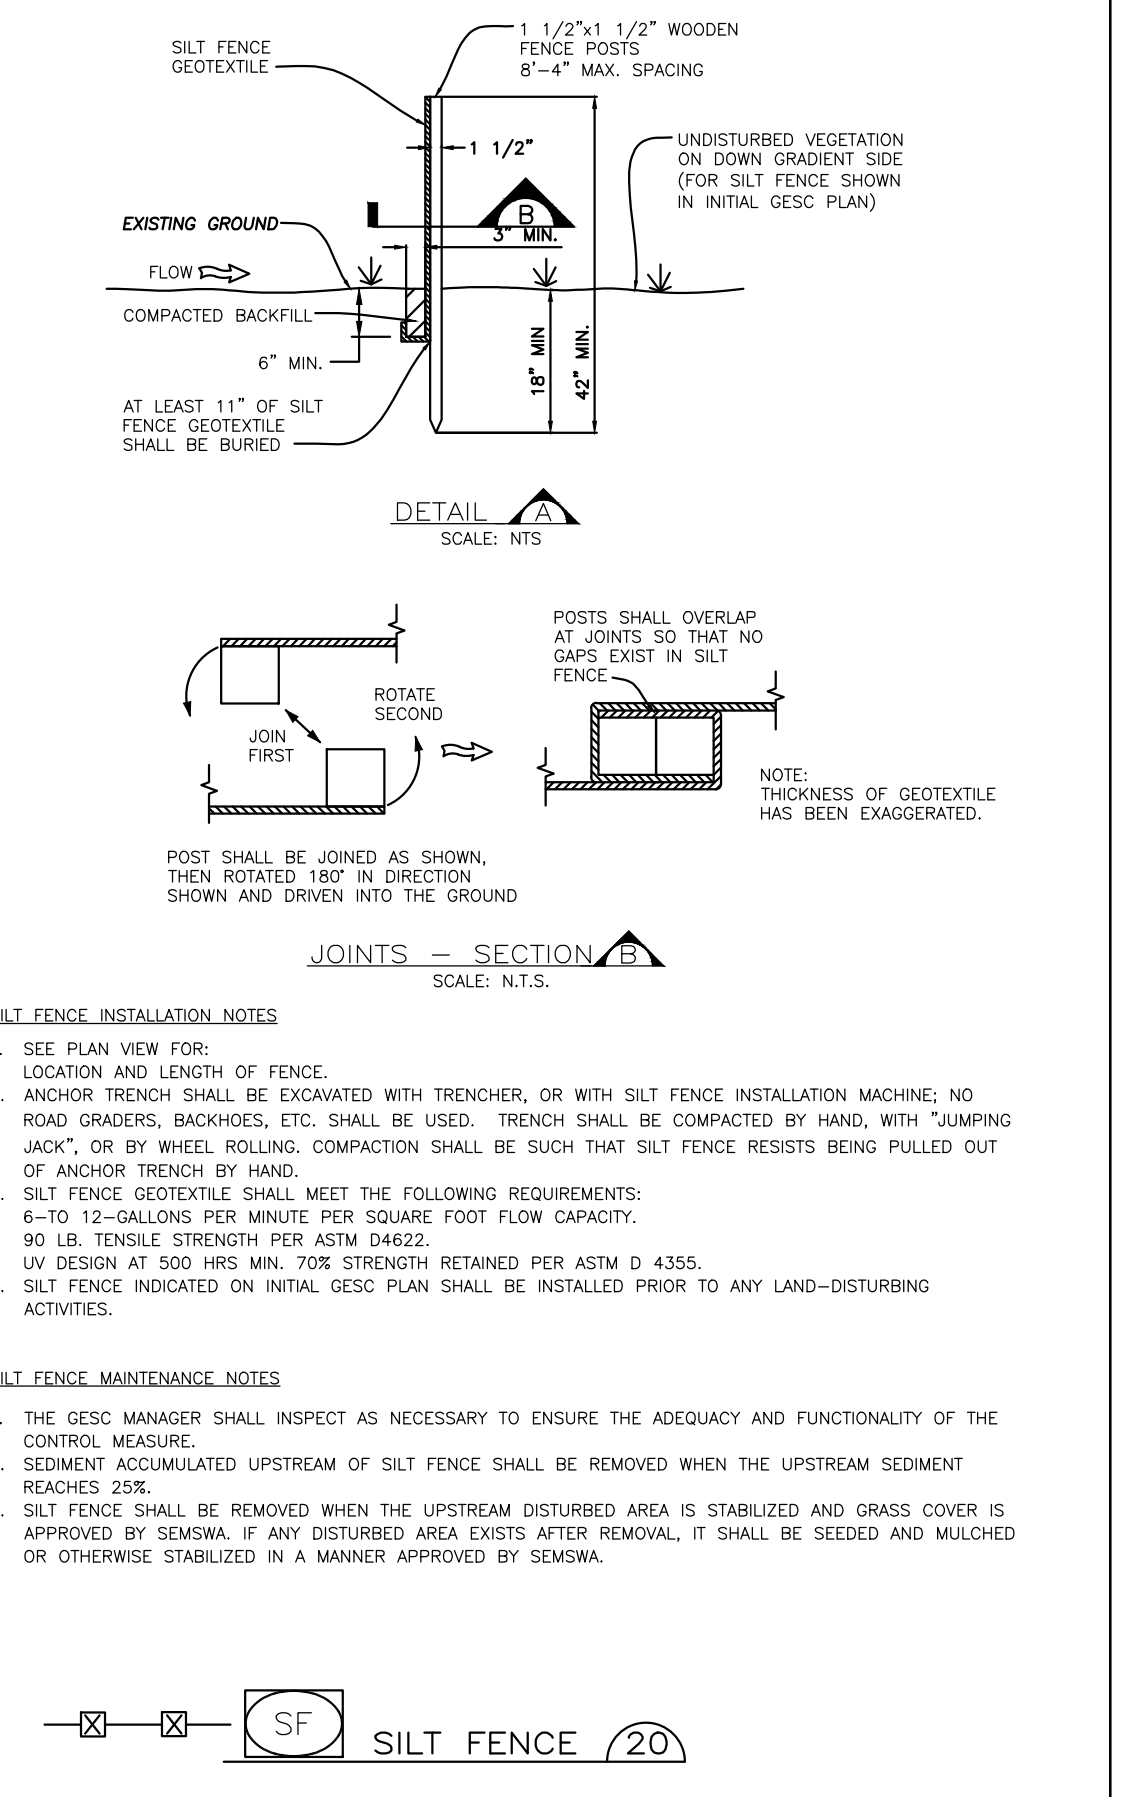 1 1/2"x1 1/2" WOODEN
FENCE POSTS
8'-4" MAX. SPACING
SILT FENCE
GEOTEXTILE
1 1/2"
UNDISTURBED VEGETATION
ON DOWN GRADIENT SIDE
(FOR SILT FENCE SHOWN
IN INITIAL GESC PLAN)
B
3" MIN.
EXISTING GROUND
FLOW
COMPACTED BACKFILL
6" MIN.
18" MIN
42" MIN.
AT LEAST 11" OF SILT
FENCE GEOTEXTILE
SHALL BE BURIED
DETAIL A
SCALE: NTS
POSTS SHALL OVERLAP
AT JOINTS SO THAT NO
GAPS EXIST IN SILT
FENCE
ROTATE
SECOND
JOIN
FIRST
NOTE:
THICKNESS OF GEOTEXTILE
HAS BEEN EXAGGERATED.
POST SHALL BE JOINED AS SHOWN,
THEN ROTATED 180° IN DIRECTION
SHOWN AND DRIVEN INTO THE GROUND
JOINTS - SECTION B
SCALE: N.T.S.
ILT FENCE INSTALLATION NOTES
. SEE PLAN VIEW FOR:
LOCATION AND LENGTH OF FENCE.
. ANCHOR TRENCH SHALL BE EXCAVATED WITH TRENCHER, OR WITH SILT FENCE INSTALLATION MACHINE; NO
ROAD GRADERS, BACKHOES, ETC. SHALL BE USED. TRENCH SHALL BE COMPACTED BY HAND, WITH "JUMPING
JACK", OR BY WHEEL ROLLING. COMPACTION SHALL BE SUCH THAT SILT FENCE RESISTS BEING PULLED OUT
OF ANCHOR TRENCH BY HAND.
. SILT FENCE GEOTEXTILE SHALL MEET THE FOLLOWING REQUIREMENTS:
6-TO 12-GALLONS PER MINUTE PER SQUARE FOOT FLOW CAPACITY.
90 LB. TENSILE STRENGTH PER ASTM D4622.
UV DESIGN AT 500 HRS MIN. 70% STRENGTH RETAINED PER ASTM D 4355.
. SILT FENCE INDICATED ON INITIAL GESC PLAN SHALL BE INSTALLED PRIOR TO ANY LAND-DISTURBING
ACTIVITIES.
ILT FENCE MAINTENANCE NOTES
. THE GESC MANAGER SHALL INSPECT AS NECESSARY TO ENSURE THE ADEQUACY AND FUNCTIONALITY OF THE
CONTROL MEASURE.
. SEDIMENT ACCUMULATED UPSTREAM OF SILT FENCE SHALL BE REMOVED WHEN THE UPSTREAM SEDIMENT
REACHES 25%.
. SILT FENCE SHALL BE REMOVED WHEN THE UPSTREAM DISTURBED AREA IS STABILIZED AND GRASS COVER IS
APPROVED BY SEMSWA. IF ANY DISTURBED AREA EXISTS AFTER REMOVAL, IT SHALL BE SEEDED AND MULCHED
OR OTHERWISE STABILIZED IN A MANNER APPROVED BY SEMSWA.
X X SF SILT FENCE 20